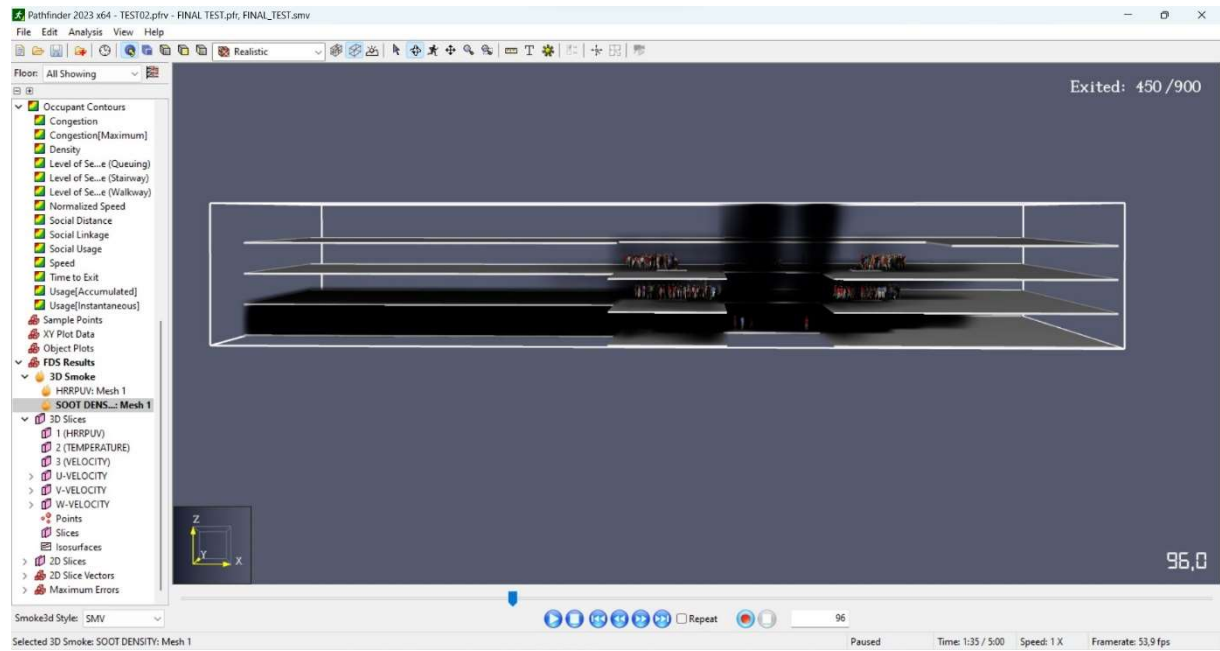 Pathfinder 2023 x64 - TEST02.pfrv - FINAL TEST.pfr, FINAL_TEST.smv
File Edit Analysis View Help
Realistic
Floor: All Showing
Exited: 450/900
Occupant Contours
Congestion
Congestion[Maximum]
Density
Level of Se...e (Queuing)
Level of Se...e (Stairway)
Level of Se...e (Walkway)
Normalized Speed
Social Distance
Social Linkage
Social Usage
Speed
Time to Exit
Usage[Accumulated]
Usage[Instantaneous]
Sample Points
XY Plot Data
Object Plots
FDS Results
3D Smoke
HRRPUV: Mesh 1
SOOT DENS...: Mesh 1
3D Slices
1 (HRRPUV)
2 (TEMPERATURE)
3 (VELOCITY)
U-VELOCITY
V-VELOCITY
W-VELOCITY
Points
Slices
Isosurfaces
2D Slices
2D Slice Vectors
Maximum Errors
Z
Y
X
96,0
Smoke3d Style: SMV
Repeat
96
Selected 3D Smoke: SOOT DENSITY: Mesh 1
Paused
Time: 1:35 / 5:00
Speed: 1 X
Framerate: 53,9 fps